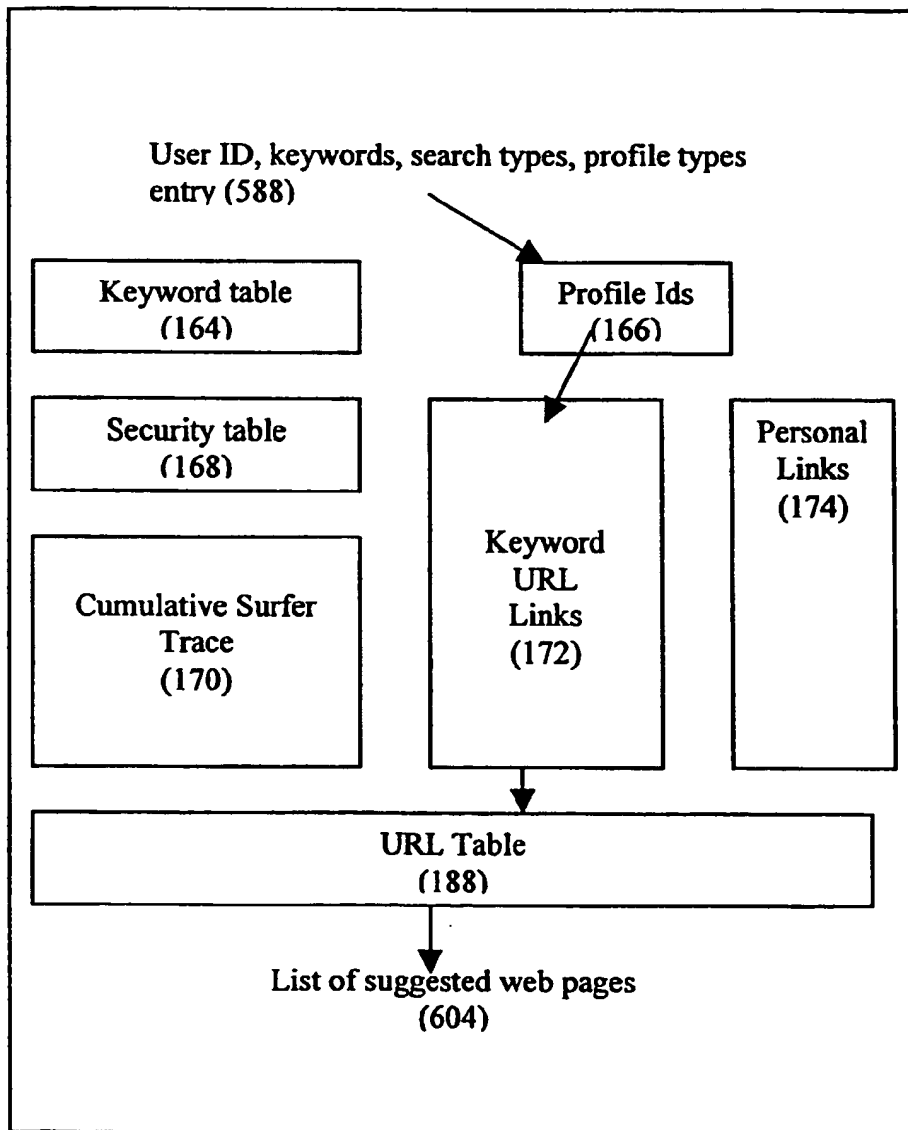 User ID, keywords, search types, profile types
entry (588)
Keyword table
(164)
Profile Ids
(166)
Security table
(168)
Keyword
URL
Links
(172)
Personal
Links
(174)
Cumulative Surfer
Trace
(170)
URL Table
(188)
List of suggested web pages
(604)